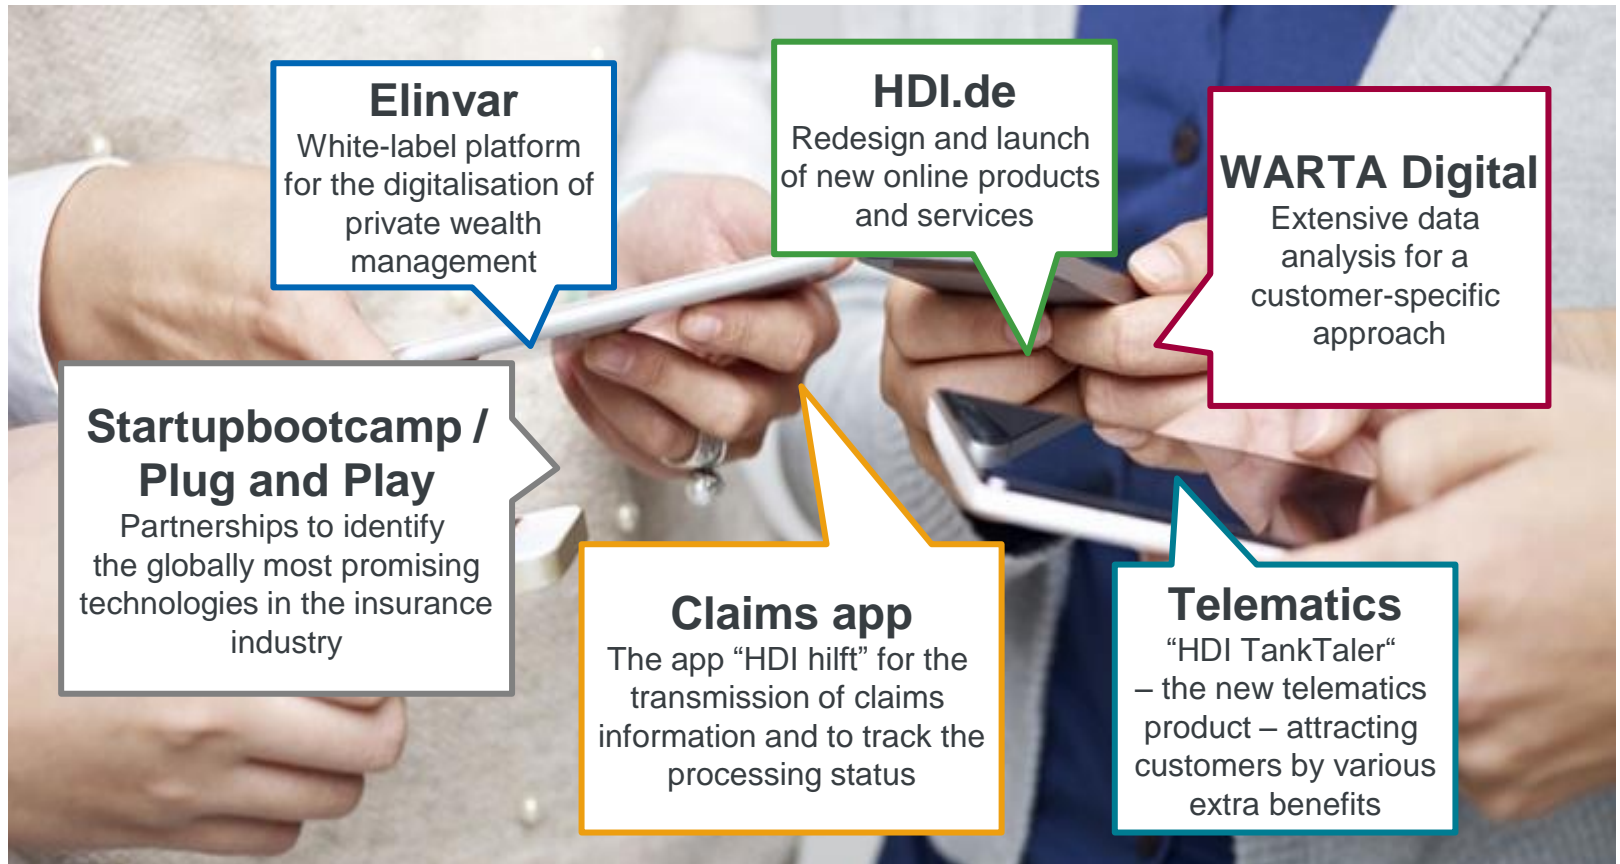 Elinvar
White-label platform
for the digitalisation of
private wealth
management
HDI.de
Redesign and launch
of new online products
and services
WARTA Digital
Extensive data
analysis for a
customer-specific
approach
Startupbootcamp /
Plug and Play
Partnerships to identify
the globally most promising
technologies in the insurance
industry
Claims app
The app “HDI hilft” for the
transmission of claims
information and to track the
processing status
Telematics
“HDI TankTaler“
– the new telematics
product – attracting
customers by various
extra benefits